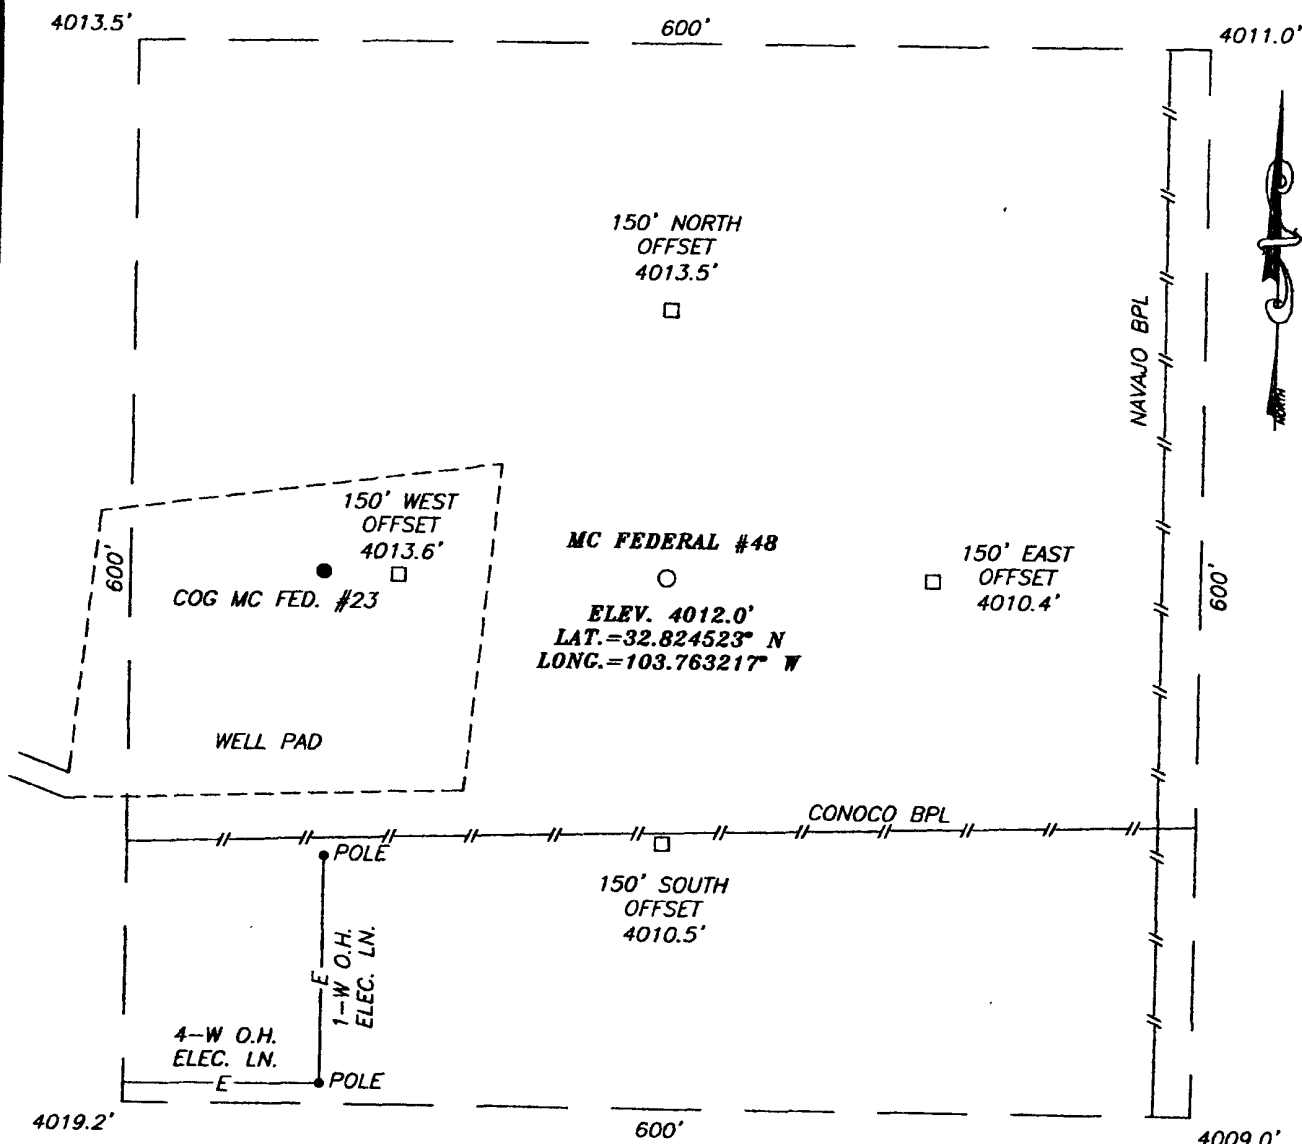 4013.5'
600'
4011.0'
150' NORTH
OFFSET
4013.5'
NAVAJO BPL
NORTH
150' WEST
OFFSET
4013.6'
600'
COG MC FED. #23
MC FEDERAL #48
ELEV. 4012.0'
LAT.=32.824523° N
LONG.=103.763217° W
150' EAST
OFFSET
4010.4'
600'
WELL PAD
CONOCO BPL
POLE
150' SOUTH
OFFSET
4010.5'
E
1-W O.H.
ELEC. LN.
4-W O.H.
ELEC. LN.
E
POLE
4019.2'
600'
4009.0'